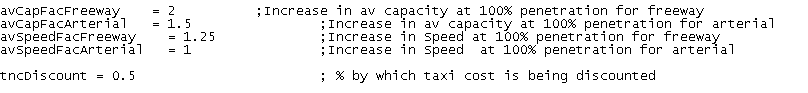 avCapFacFreeway = 2 ;Increase in av capacity at 100% penetration for freeway
avCapFacArterial = 1.5 ;Increase in av capacity at 100% penetration for arterial
avSpeedFacFreeway = 1.25 ;Increase in Speed at 100% penetration for freeway
avSpeedFacArterial = 1 ;Increase in Speed at 100% penetration for arterial
tncDiscount = 0.5 ; % by which taxi cost is being discounted